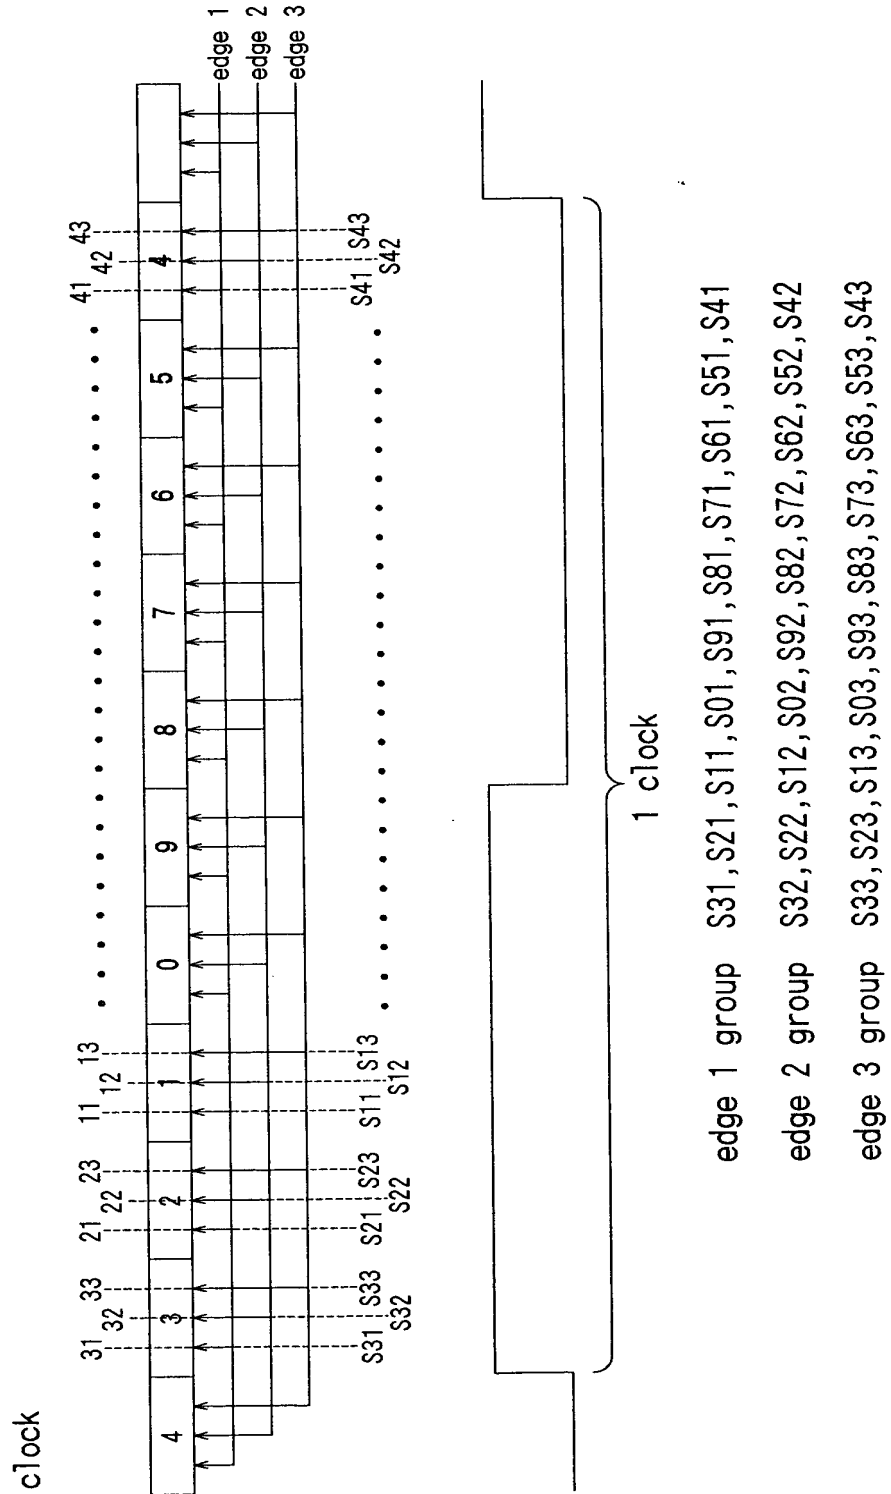 clock
31 32 33 21 22 23 11 12 13 41 42 43
4 3 2 1 0 9 8 7 6 5 4
edge 1
edge 2
edge 3
S31 S32 S33 S21 S22 S23 S11 S12 S13 S41 S42 S43
1 clock
edge 1 group S31,S21,S11,S01,S91,S81,S71,S61,S51,S41
edge 2 group S32,S22,S12,S02,S92,S82,S72,S62,S52,S42
edge 3 group S33,S23,S13,S03,S93,S83,S73,S63,S53,S43